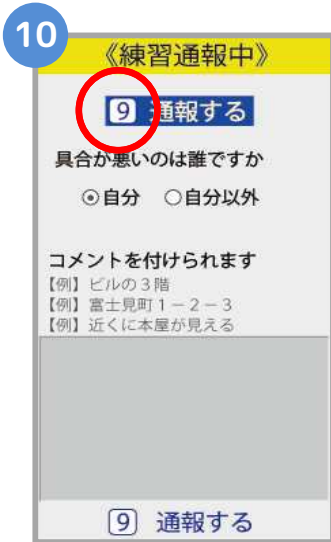 10
《練習通報中》
9 通報する
具合が悪いのは誰ですか
自分 自分以外
コメントを付けられます
【例】ビルの３階
【例】富士見町１－２－３
【例】近くに本屋が見える
9 通報する